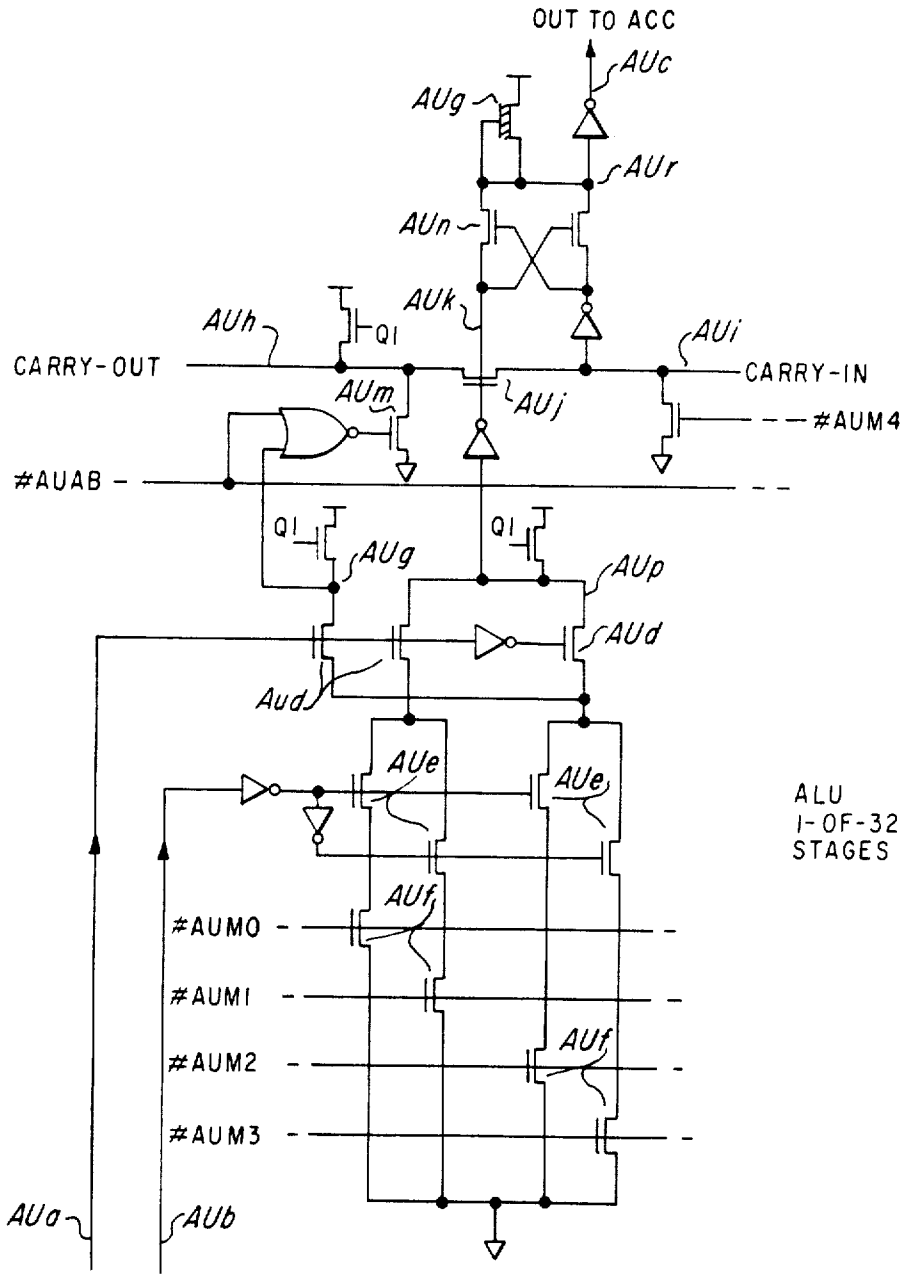 OUT TO ACC
AUc
AUg
AUr
AUn
AUk
AUh
Q1
AUi
CARRY-OUT
CARRY-IN
AUm
AUj
#AUM4
#AUAB
Q1
Q1
AUg
AUp
AUd
Aud
AUe
AUe
ALU
1-OF-32
STAGES
AUf
#AUM0
#AUM1
AUf
#AUM2
#AUM3
AUa
AUb